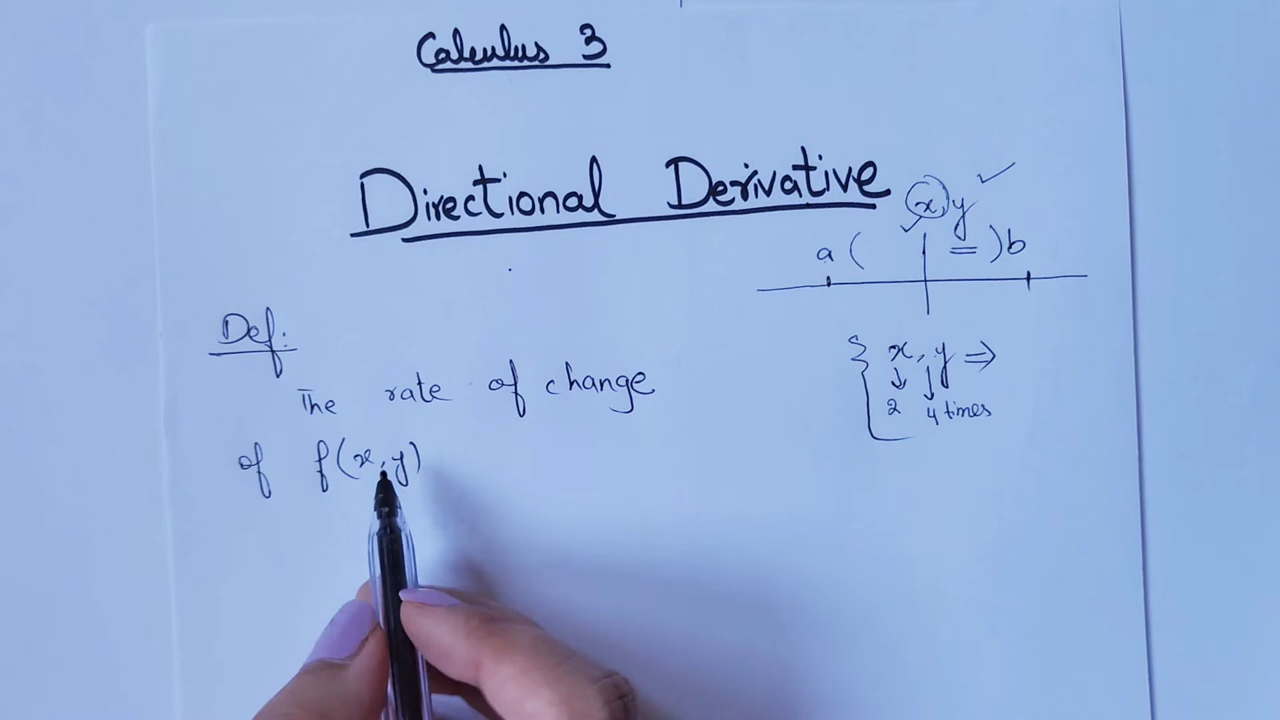 Calculus 3
Directional Derivative
x, y ✓
✓
a ( = ) b
Def:
The rate of change
of f(x,y)
{ x, y ⇒
↓ ↓
2 4 times